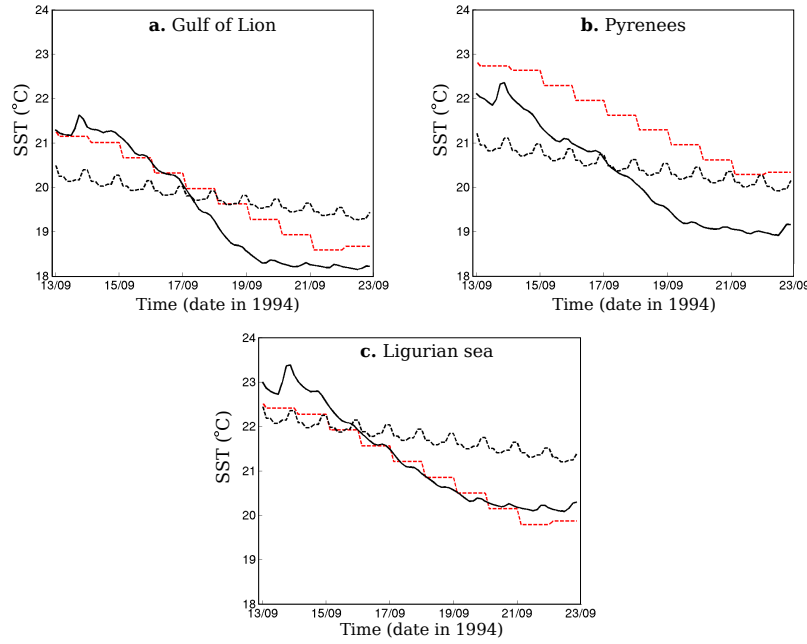 a. Gulf of Lion
SST (°C)
24
23
22
21
20
19
18
13/09 15/09 17/09 19/09 21/09 23/09
Time (date in 1994)
b. Pyrenees
SST (°C)
24
23
22
21
20
19
18
13/09 15/09 17/09 19/09 21/09 23/09
Time (date in 1994)
c. Ligurian sea
SST (°C)
24
23
22
21
20
19
18
13/09 15/09 17/09 19/09 21/09 23/09
Time (date in 1994)